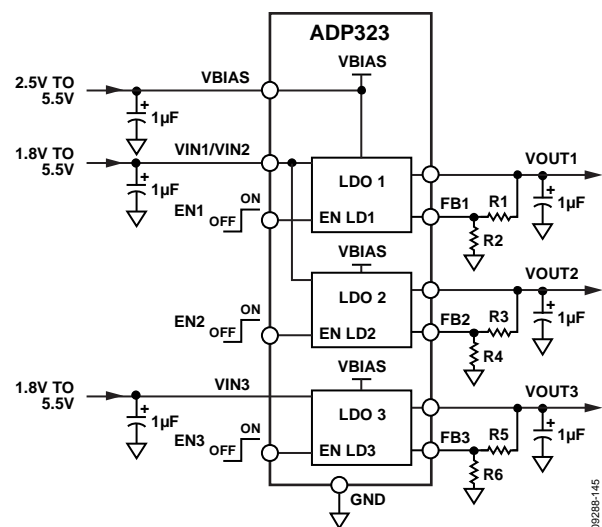 ADP323
VBIAS
2.5V TO
5.5V
VBIAS
+
1µF
1.8V TO
5.5V
VIN1/VIN2
+
1µF
LDO 1
VOUT1
EN1
OFF
ON
EN LD1
FB1
R1
R2
+
1µF
VBIAS
LDO 2
VOUT2
EN2
OFF
ON
EN LD2
FB2
R3
R4
+
1µF
VBIAS
1.8V TO
5.5V
VIN3
+
1µF
LDO 3
VOUT3
EN3
OFF
ON
EN LD3
FB3
R5
R6
+
1µF
GND
09288-145